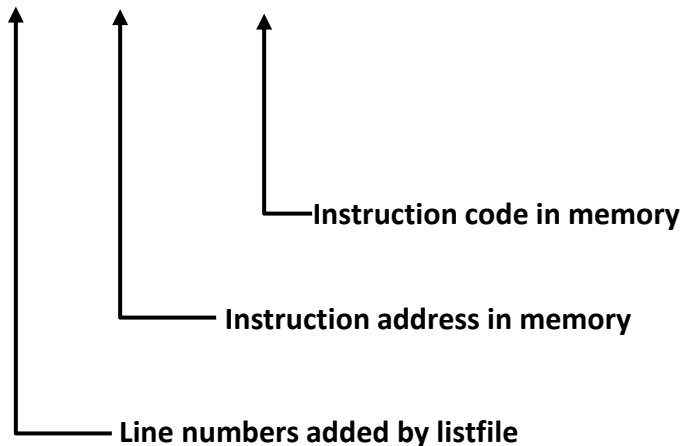 Instruction code in memory
Instruction address in memory
Line numbers added by listfile